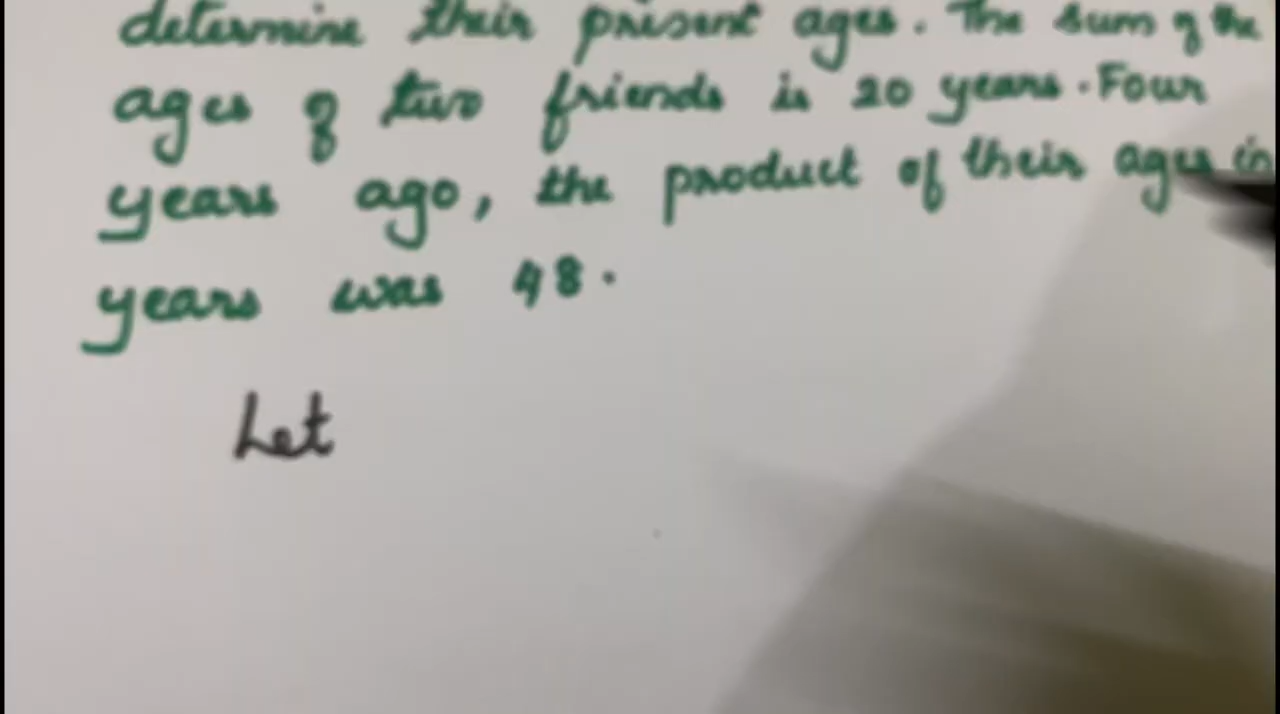 determine their present ages. The sum of the
ages of two friends is 20 years. Four
years ago, the product of their ages in
years was 48.
Let